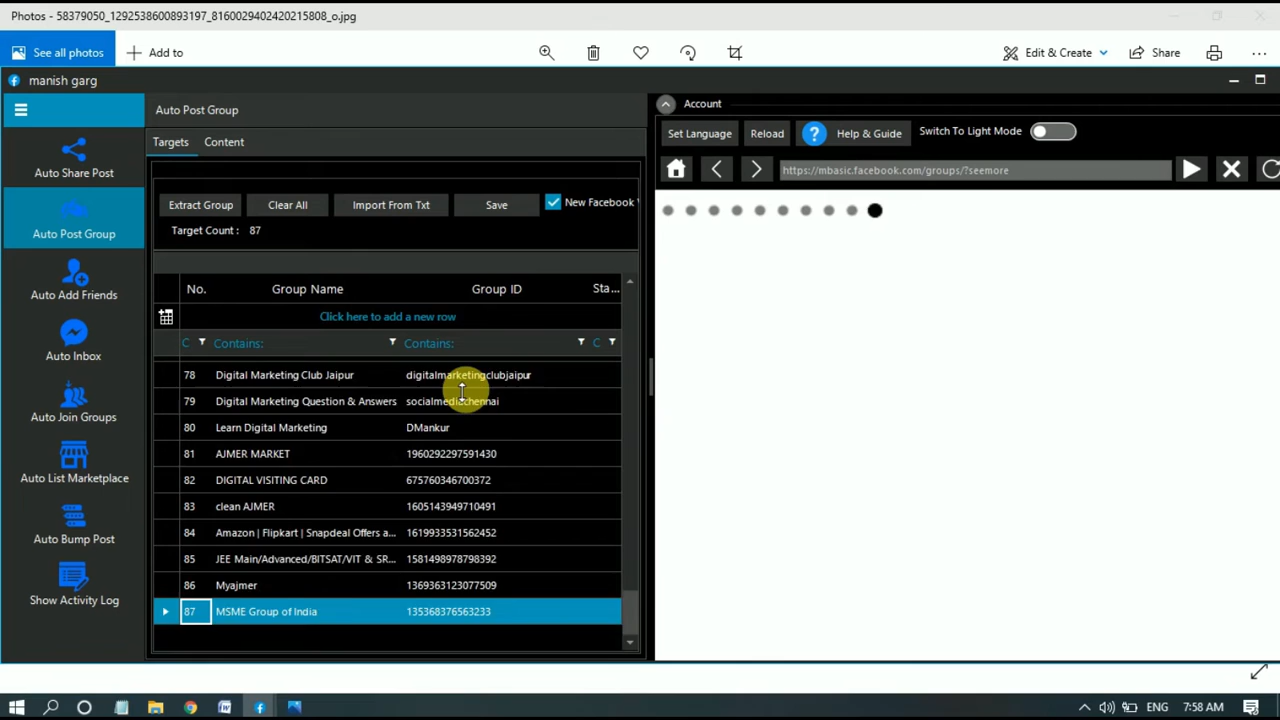 Photos - 58379050_1292538600893197_8160029402420215808_o.jpg
See all photos
Add to
Edit & Create
Share
manish garg
Auto Post Group
Account
Targets
Content
Set Language
Reload
? Help & Guide
Switch To Light Mode
https://mbasic.facebook.com/groups/?seemore
Auto Share Post
Auto Post Group
Auto Add Friends
Auto Inbox
Auto Join Groups
Auto List Marketplace
Auto Bump Post
Show Activity Log
Extract Group
Clear All
Import From Txt
Save
New Facebook
Target Count : 87
No. Group Name Group ID Sta...
Click here to add a new row
C Contains: Contains: C
78 Digital Marketing Club Jaipur digitalmarketingclubjaipur
79 Digital Marketing Question & Answers socialmediachennai
80 Learn Digital Marketing DMankur
81 AJMER MARKET 1960292297591430
82 DIGITAL VISITING CARD 675760346700372
83 clean AJMER 1605143949710491
84 Amazon | Flipkart | Snapdeal Offers a... 1619933531562452
85 JEE Main/Advanced/BITSAT/VIT & SR... 1581498978798392
86 Myajmer 1369363123077509
87 MSME Group of India 135368376563233
ENG
7:58 AM